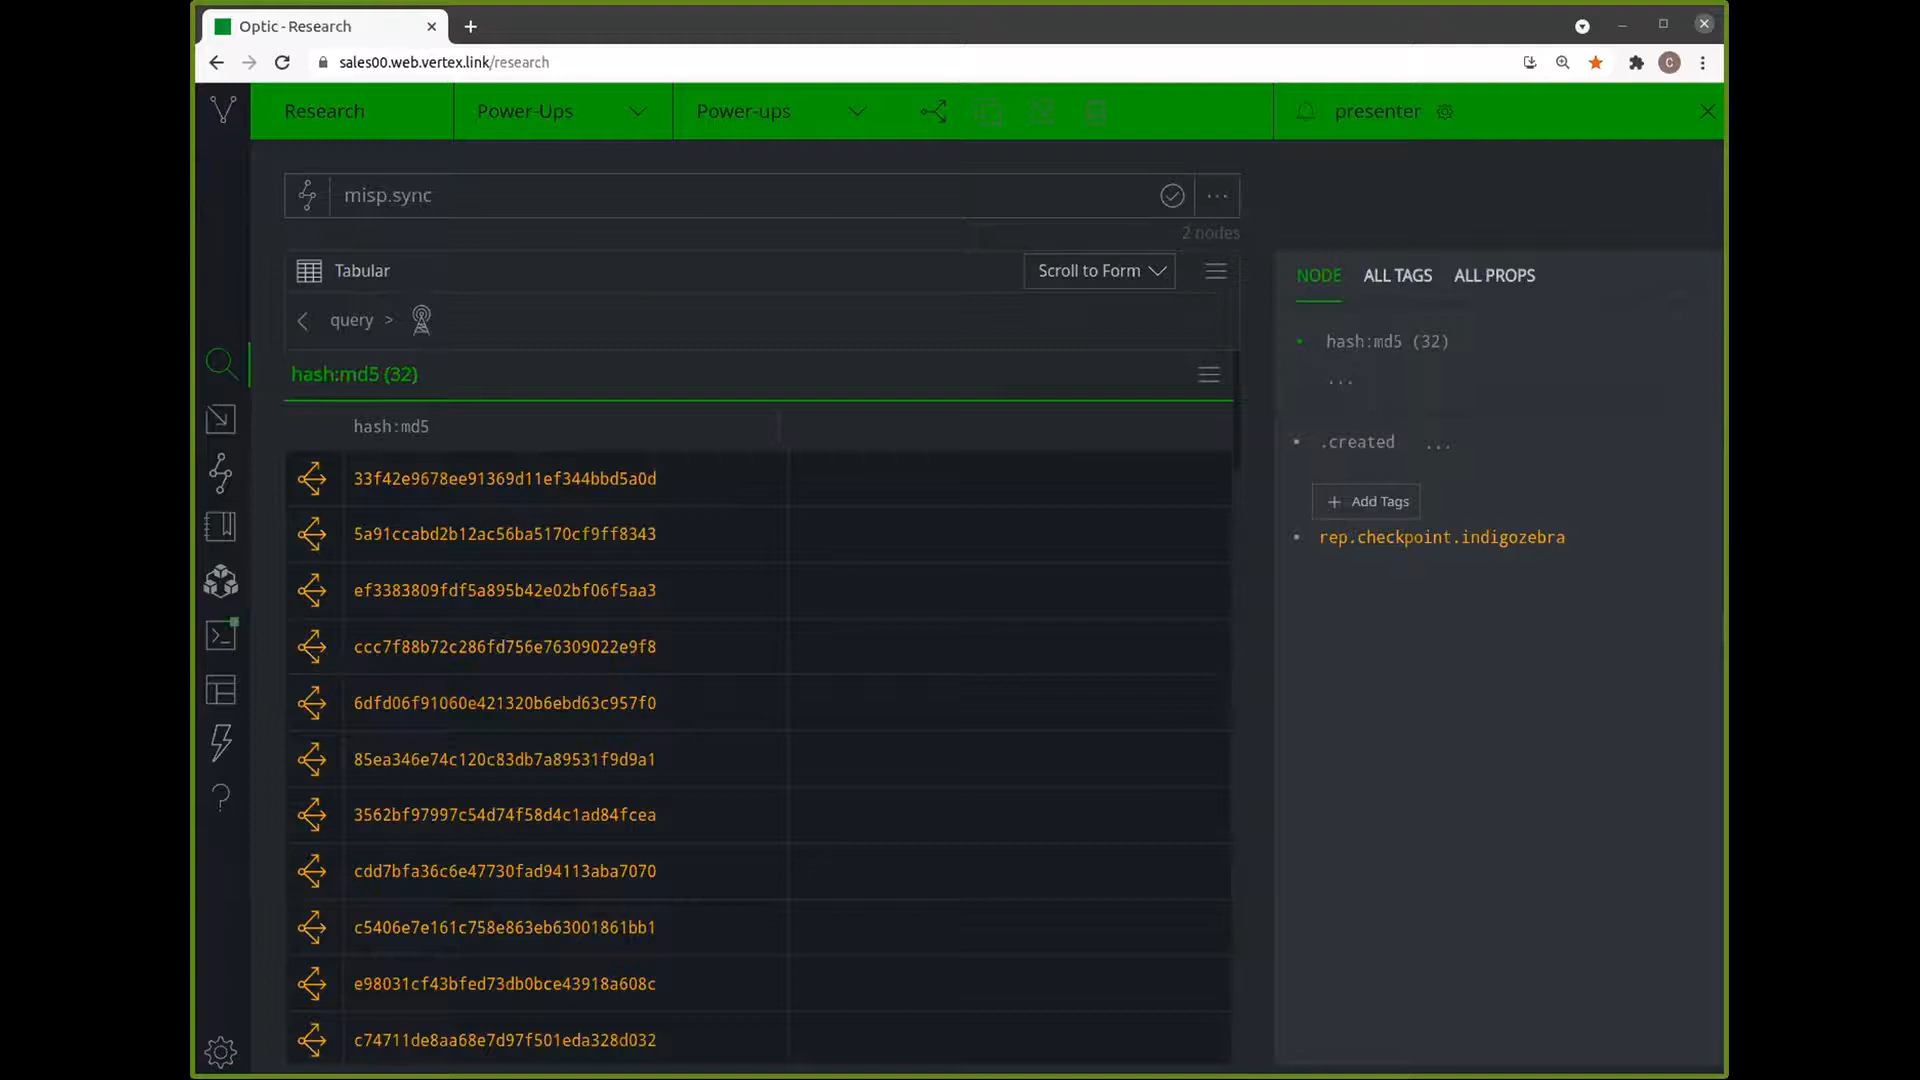 Optic - Research
sales00.web.vertex.link/research
C
Research
Power-Ups
Power-ups
presenter
misp.sync
...
2 nodes
Tabular
Scroll to Form
query >
NODE
ALL TAGS
ALL PROPS
hash:md5 (32)
...
hash:md5 (32)
hash:md5
.created ...
Add Tags
rep.checkpoint.indigozebra
33f42e9678ee91369d11ef344bbd5a0d
5a91ccabd2b12ac56ba5170cf9ff8343
ef3383809fdf5a895b42e02bf06f5aa3
ccc7f88b72c286fd756e76309022e9f8
6dfd06f91060e421320b6ebd63c957f0
85ea346e74c120c83db7a89531f9d9a1
3562bf97997c54d74f58d4c1ad84fcea
cdd7bfa36c6e47730fad94113aba7070
c5406e7e161c758e863eb63001861bb1
e98031cf43bfed73db0bce43918a608c
c74711de8aa68e7d97f501eda328d032